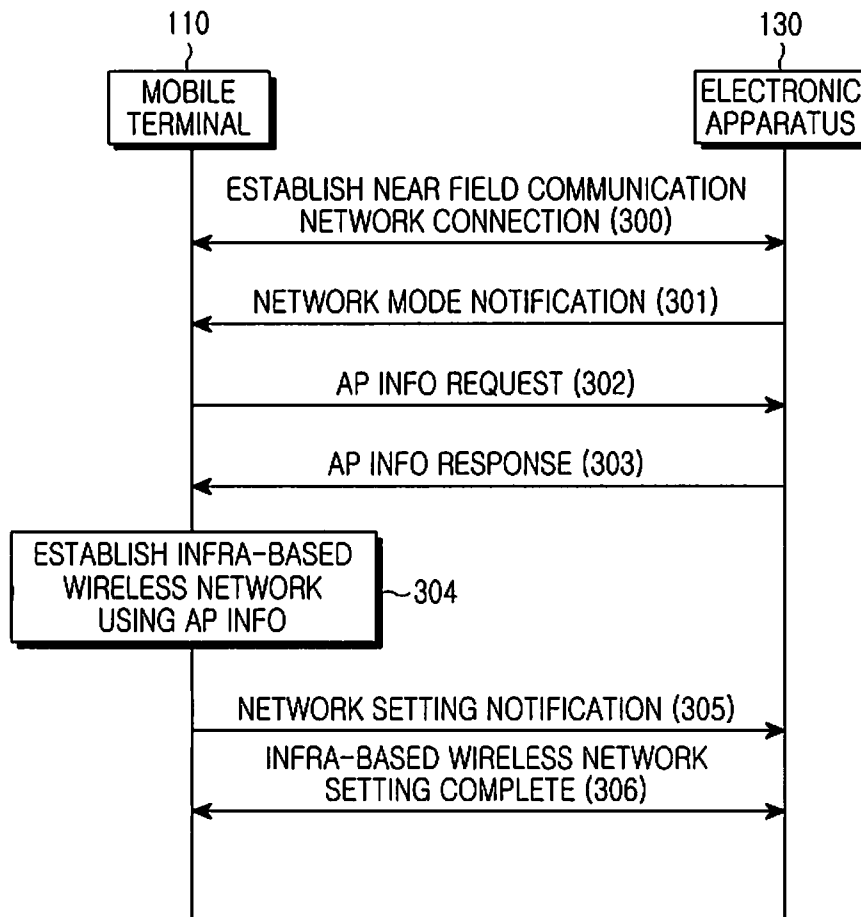 110
130
MOBILE
TERMINAL
ELECTRONIC
APPARATUS
ESTABLISH NEAR FIELD COMMUNICATION
NETWORK CONNECTION (300)
NETWORK MODE NOTIFICATION (301)
AP INFO REQUEST (302)
AP INFO RESPONSE (303)
ESTABLISH INFRA-BASED
WIRELESS NETWORK
USING AP INFO
304
NETWORK SETTING NOTIFICATION (305)
INFRA-BASED WIRELESS NETWORK
SETTING COMPLETE (306)